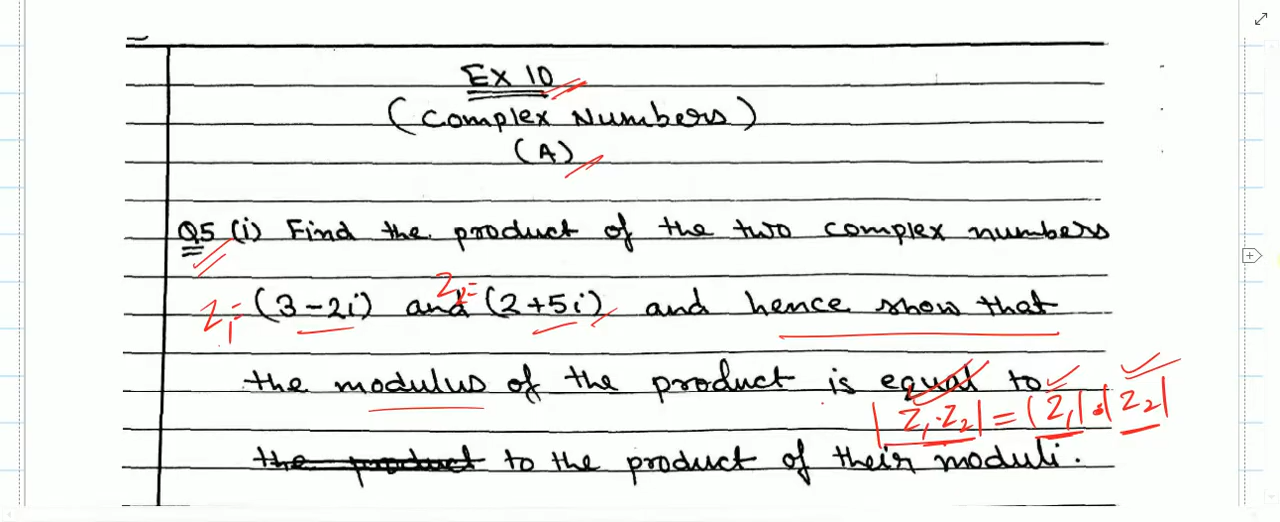 Ex 10
(Complex Numbers)
(A)
Q5 (i) Find the product of the two complex numbers
Z₁= (3-2i) and Z₂= (2+5i) and hence show that
the modulus of the product is equal to
|Z₁.Z₂| = |Z₁|.|Z₂|
the product to the product of their moduli.